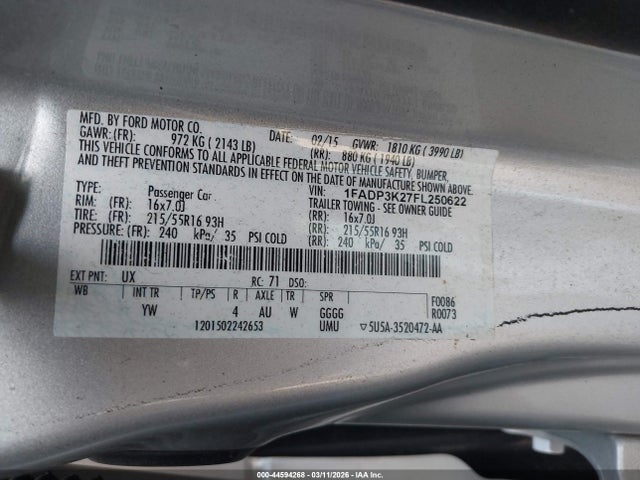 MFD. BY FORD MOTOR CO.
DATE: 02/15 GVWR: 1810 KG ( 3990 LB)
GAWR: (FR): 972 KG ( 2143 LB) (RR): 880 KG ( 1940 LB)
THIS VEHICLE CONFORMS TO ALL APPLICABLE FEDERAL MOTOR VEHICLE SAFETY, BUMPER,
AND THEFT PREVENTION STANDARDS IN EFFECT ON THE DATE OF MANUFACTURE SHOWN ABOVE.
VIN: 1FADP3K27FL250622
TYPE: Passenger Car TRAILER TOWING - SEE OWNER GUIDE
RIM: (FR): 16x7.0J (RR): 16x7.0J
TIRE: (FR): 215/55R16 93H (RR): 215/55R16 93H
PRESSURE: (FR): 240 kPa/ 35 PSI COLD (RR): 240 kPa/ 35 PSI COLD
EXT PNT: UX RC: 71 DSO:
WB INT TR TP/PS R AXLE TR SPR F0086
YW 4 AU W GGGG R0073
1201502242653 UMU ▽5U5A-3520472-AA
000-44594268 - 03/11/2026 - IAA, Inc.